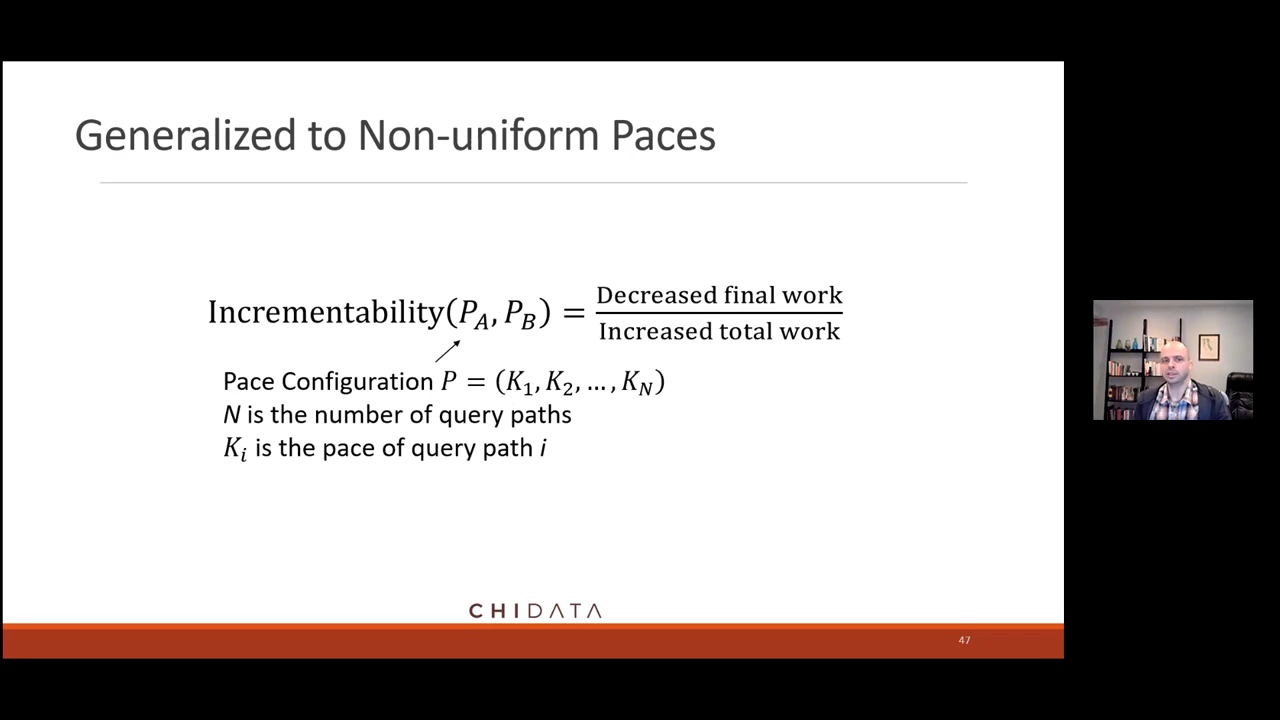 Generalized to Non-uniform Paces
Incrementability(P_A, P_B) = Decreased final work / Increased total work
Pace Configuration P = (K_1, K_2, … , K_N)
N is the number of query paths
K_i is the pace of query path i
CHIDATA
47